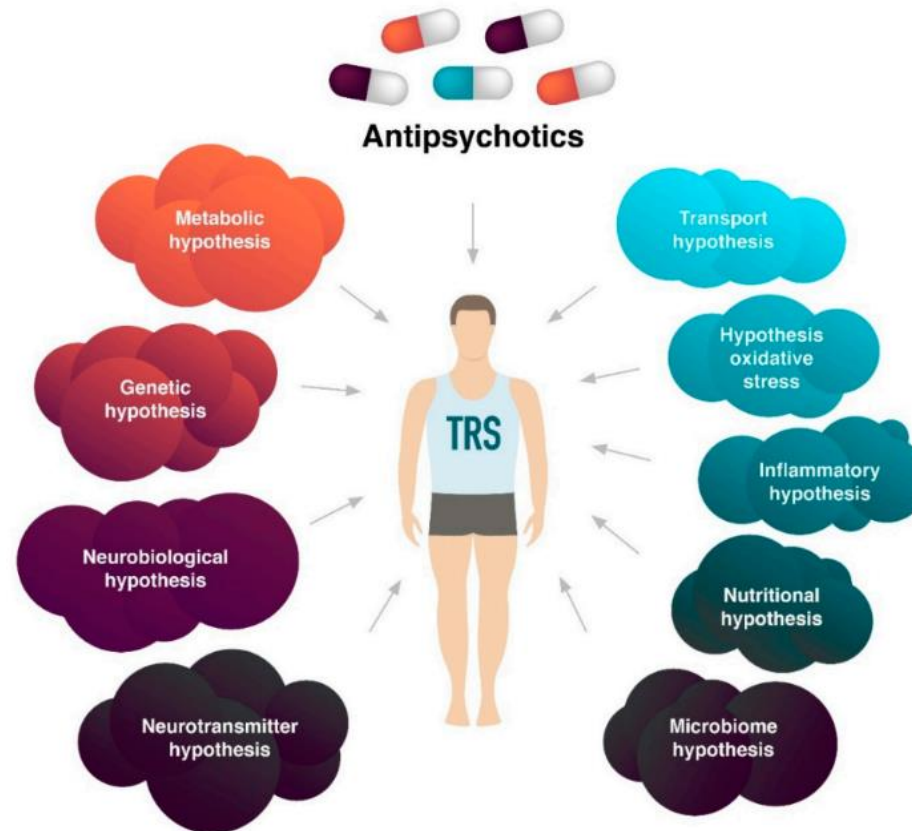 Antipsychotics
Metabolic
hypothesis
Transport
hypothesis
Genetic
hypothesis
Hypothesis
oxidative
stress
TRS
Inflammatory
hypothesis
Neurobiological
hypothesis
Nutritional
hypothesis
Neurotransmitter
hypothesis
Microbiome
hypothesis